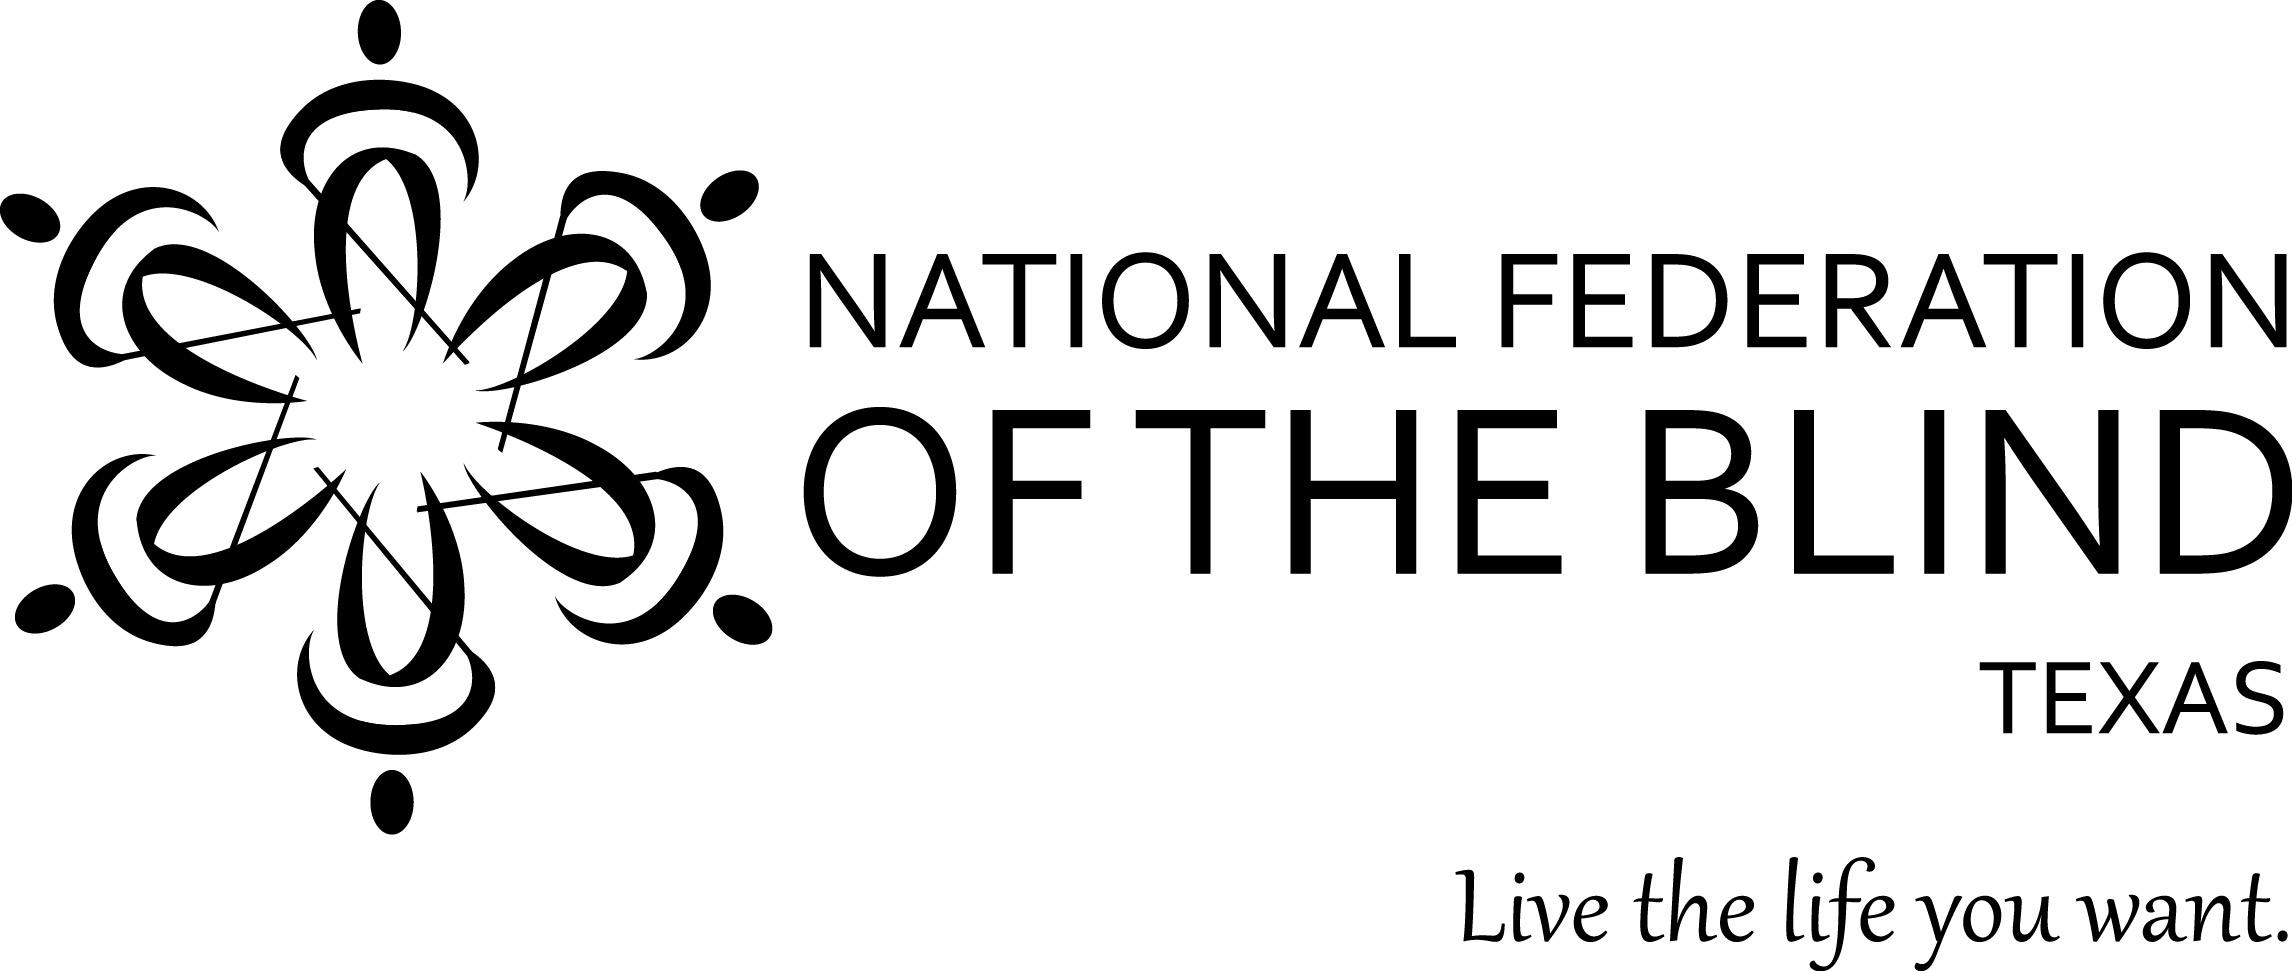 NATIONAL FEDERATION
OF THE BLIND
TEXAS
Live the life you want.